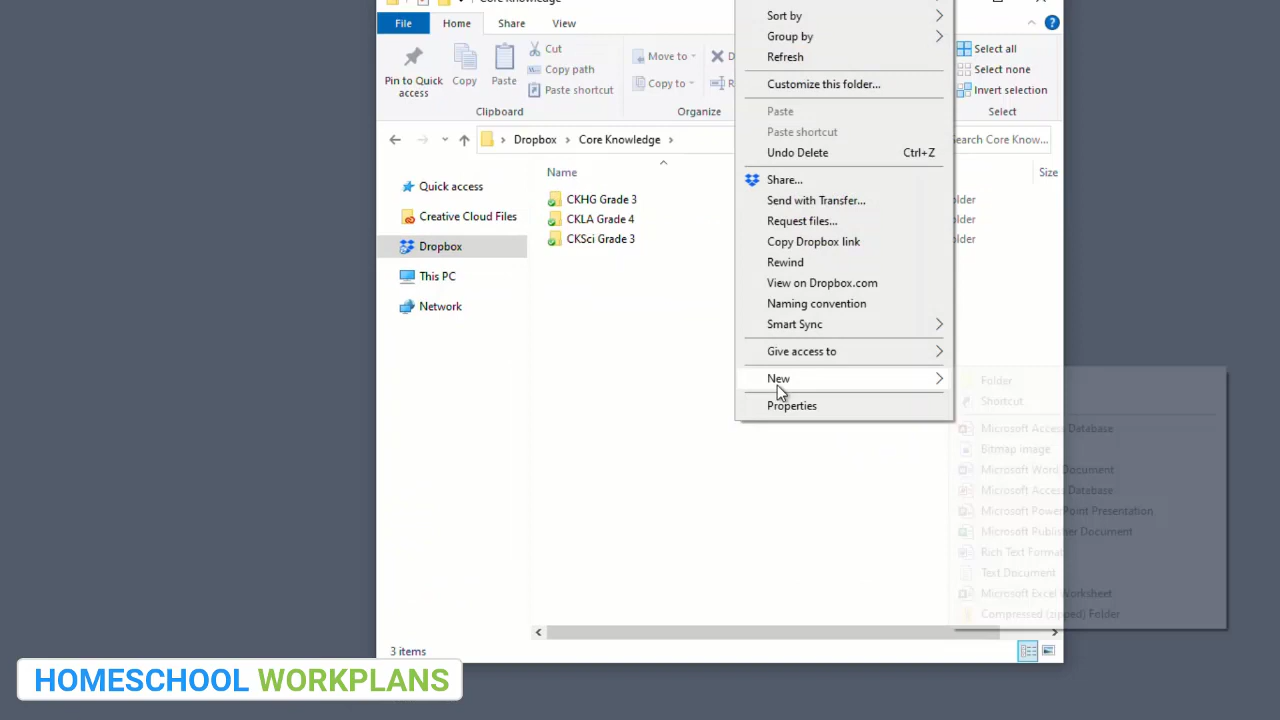 Core Knowledge
File Home Share View
Pin to Quick access
Copy
Paste
Cut
Copy path
Paste shortcut
Clipboard
Move to
Copy to
Organize
Select all
Select none
Invert selection
Select
Dropbox > Core Knowledge >
Search Core Know...
Name
Size
Quick access
Creative Cloud Files
Dropbox
This PC
Network
CKHG Grade 3
CKLA Grade 4
CKSci Grade 3
Sort by
Group by
Refresh
Customize this folder...
Paste
Paste shortcut
Undo Delete Ctrl+Z
Share...
Send with Transfer...
Request files...
Copy Dropbox link
Rewind
View on Dropbox.com
Naming convention
Smart Sync
Give access to
New
Properties
Folder
Shortcut
Microsoft Access Database
Bitmap image
Microsoft Word Document
Microsoft Access Database
Microsoft PowerPoint Presentation
Microsoft Publisher Document
Rich Text Format
Text Document
Microsoft Excel Worksheet
Compressed (zipped) Folder
3 items
HOMESCHOOL WORKPLANS